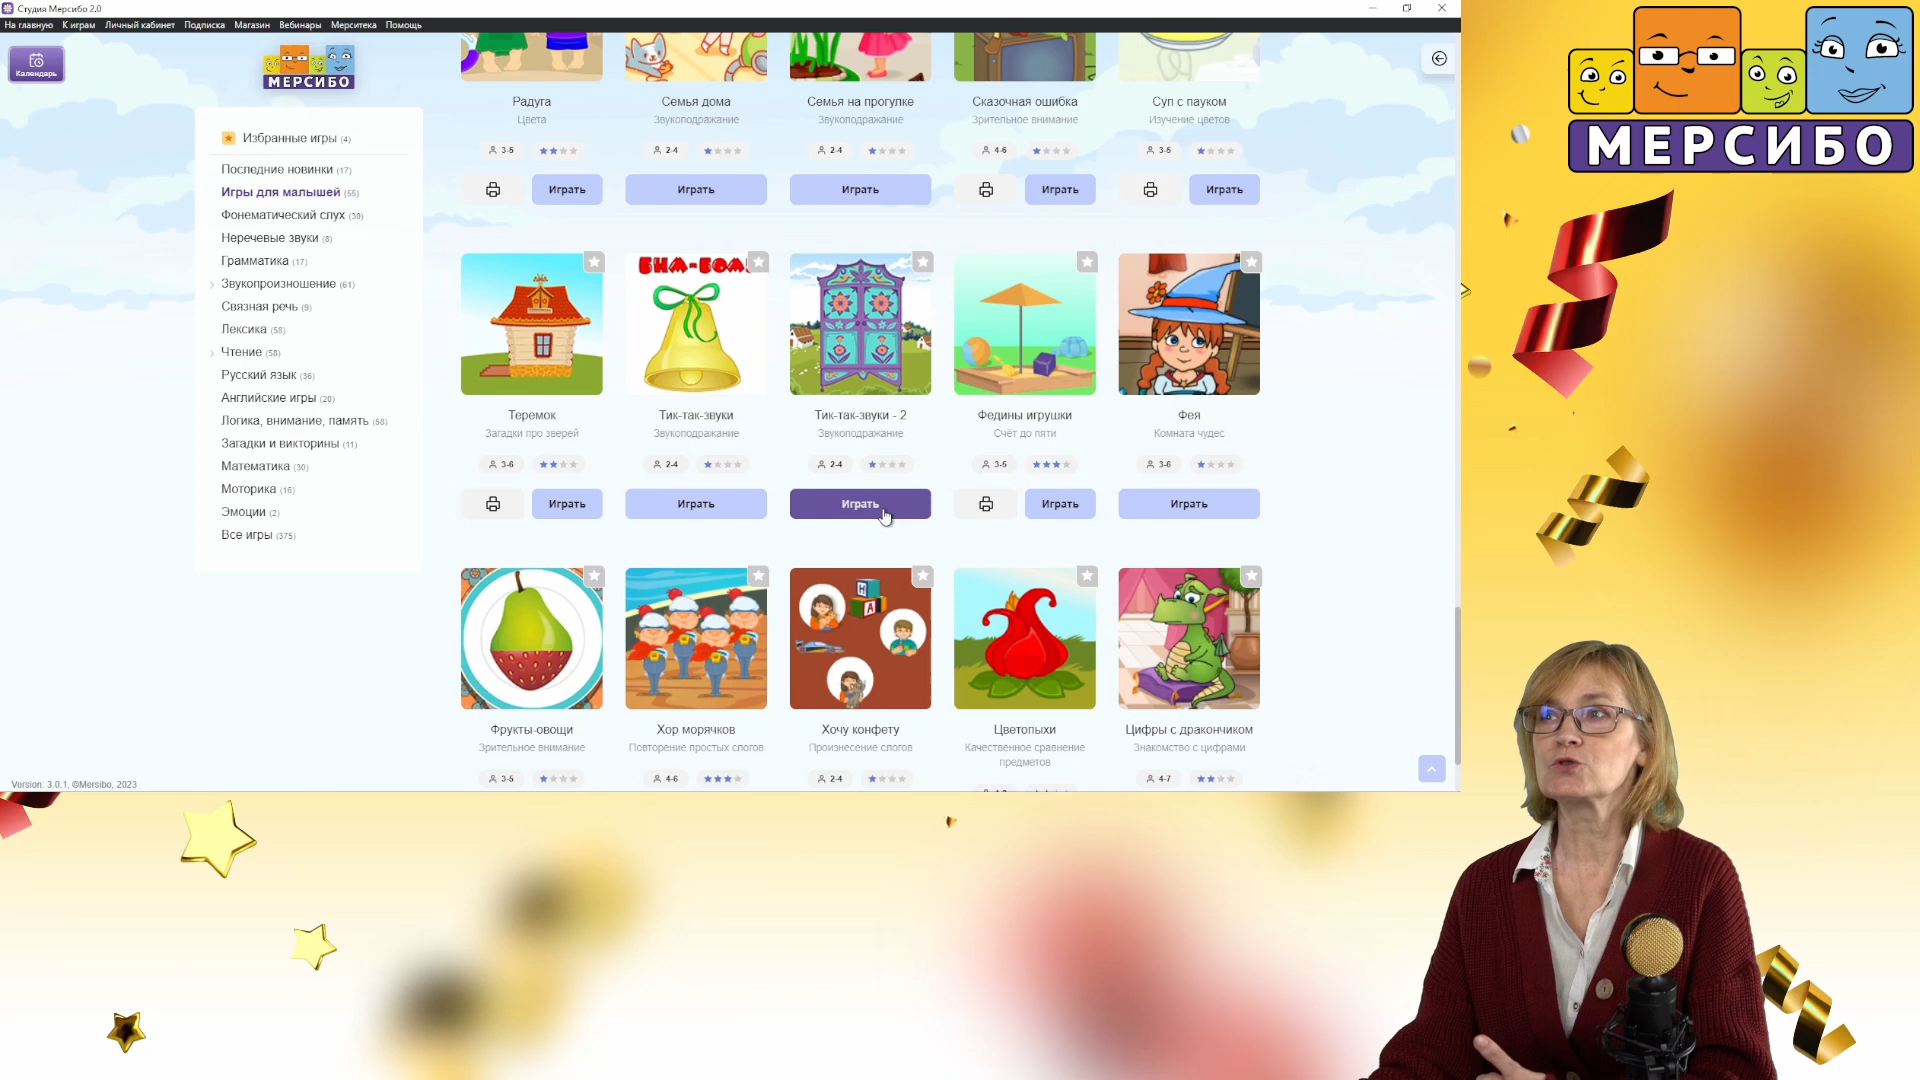 Студия Мерсибо 2.0
На главную К играм Личный кабинет Подписка Магазин Вебинары Мерситека Помощь
Календарь
МЕРСИБО
МЕРСИБО
Избранные игры (4)
Последние новинки (17)
Игры для малышей (55)
Фонематический слух (30)
Неречевые звуки (8)
Грамматика (17)
Звукопроизношение (61)
Связная речь (9)
Лексика (58)
Чтение (58)
Русский язык (36)
Английские игры (20)
Логика, внимание, память (58)
Загадки и викторины (11)
Математика (30)
Моторика (16)
Эмоции (2)
Все игры (375)
Радуга Семья дома Семья на прогулке Сказочная ошибка Суп с пауком
Цвета Звукоподражание Звукоподражание Зрительное внимание Изучение цветов
3-5 2-4 2-4 4-6 3-5
Играть Играть Играть Играть Играть
БИМ-БОМ!
Теремок Тик-так-звуки Тик-так-звуки - 2 Федины игрушки Фея
Загадки про зверей Звукоподражание Звукоподражание Счёт до пяти Комната чудес
3-6 2-4 2-4 3-5 3-6
Играть Играть Играть Играть Играть
Н
А
Фрукты-овощи Хор морячков Хочу конфету Цветопыхи Цифры с дракончиком
Зрительное внимание Повторение простых слогов Произнесение слогов Качественное сравнение предметов Знакомство с цифрами
3-5 4-6 2-4 4-7
Version: 3.0.1, ©Mersibo, 2023